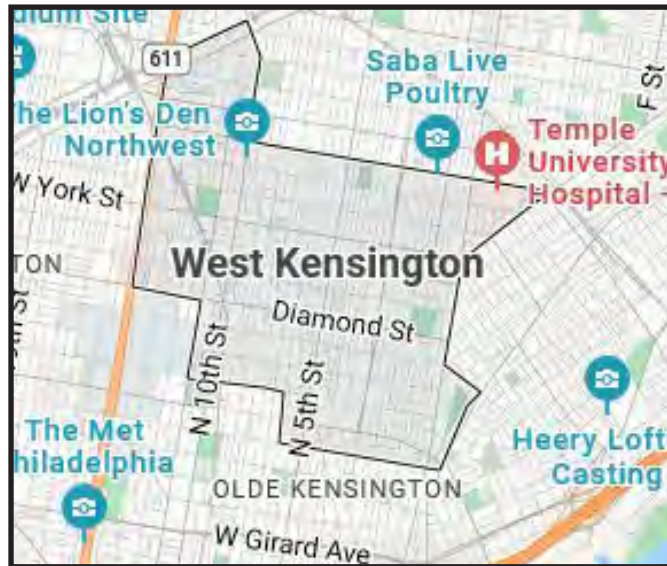 dium Site
611
Saba Live
Poultry
F St
he Lion's Den
Northwest
H
Temple
University
Hospital -
W York St
TON
West Kensington
Diamond St
N 10th St
N 5th St
The Met
hiladelphia
Heery Loft
Casting
OLDE KENSINGTON
W Girard Ave